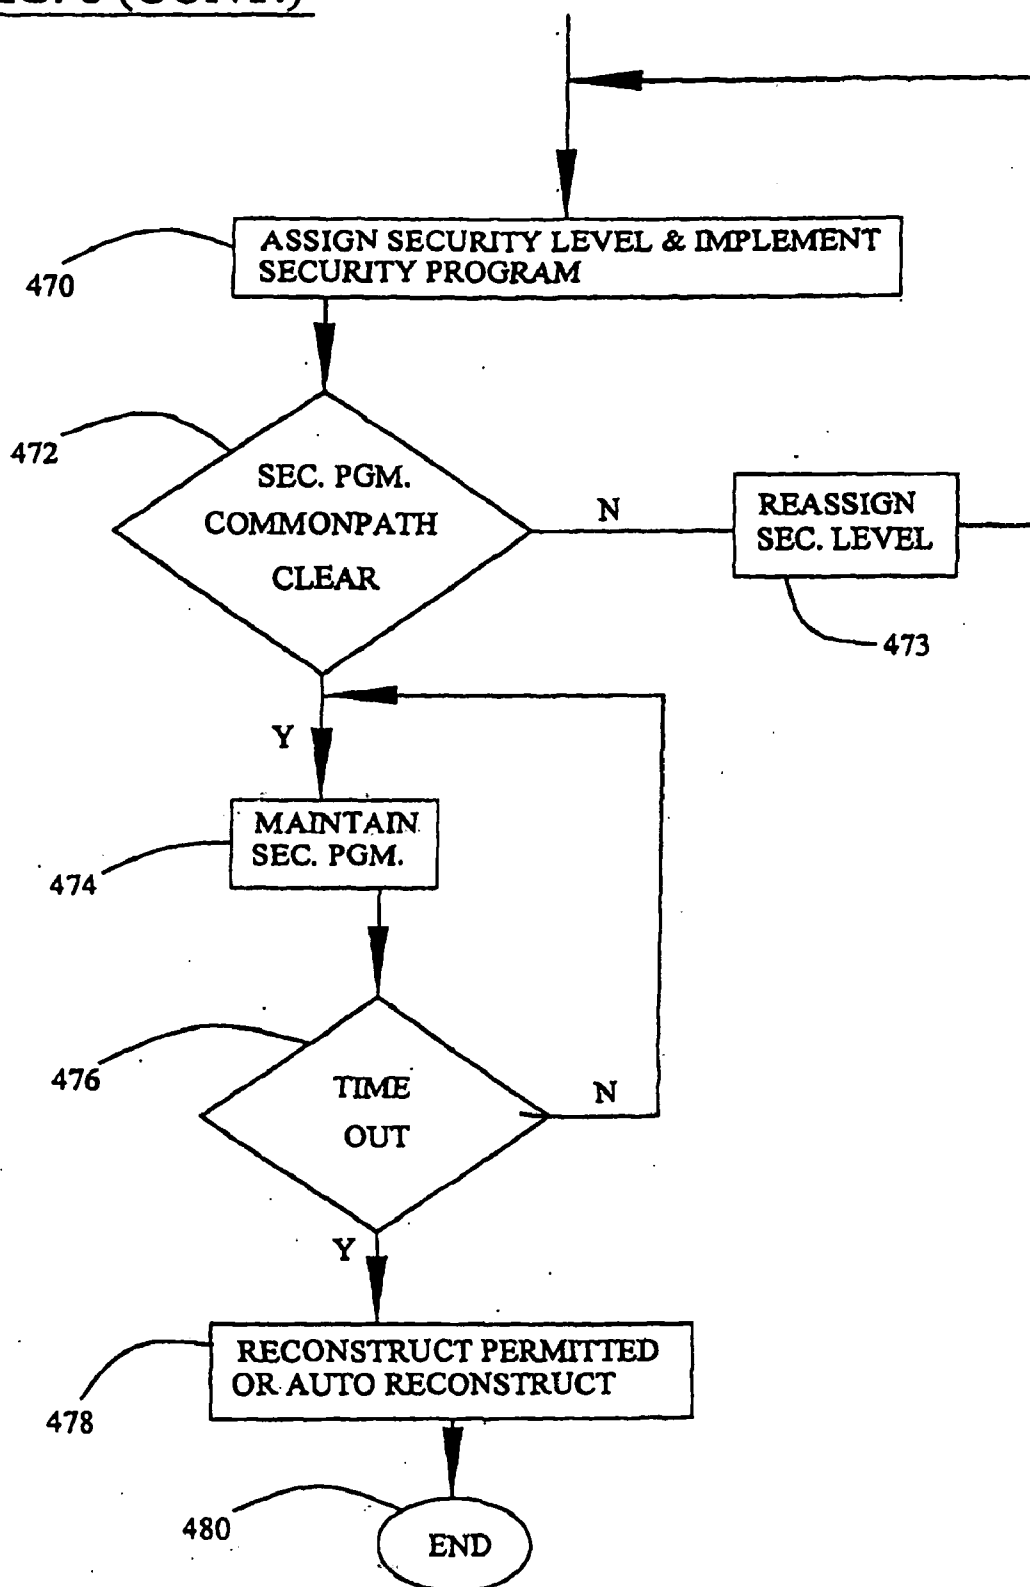 (CONT.)
ASSIGN SECURITY LEVEL & IMPLEMENT
SECURITY PROGRAM
470
472
SEC. PGM.
COMMONPATH
CLEAR
N
REASSIGN
SEC. LEVEL
473
Y
MAINTAIN
SEC. PGM.
474
476
TIME
OUT
N
Y
RECONSTRUCT PERMITTED
OR AUTO RECONSTRUCT
478
480
END